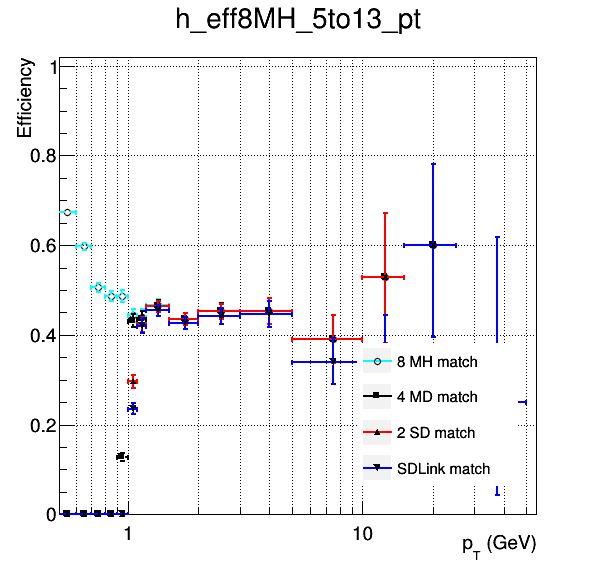 h_eff8MH_5to13_pt
Efficiency
1
0.8
0.6
0.4
0.2
0
8 MH match
4 MD match
2 SD match
SDLink match
1
10
p_T (GeV)